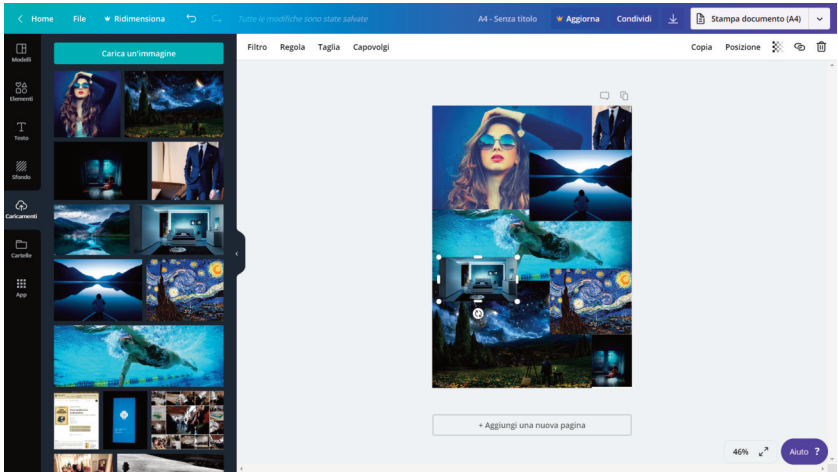 Home File Ridimensiona Tutte le modifiche sono state salvate A4 - Senza titolo Aggiorna Condividi Stampa documento (A4)
Carica un'immagine
Filtro Regola Taglia Capovolgi Copia Posizione
Modelli
Elementi
Testo
Sfondo
Caricamenti
Cartelle
App
+ Aggiungi una nuova pagina
46% Aiuto ?